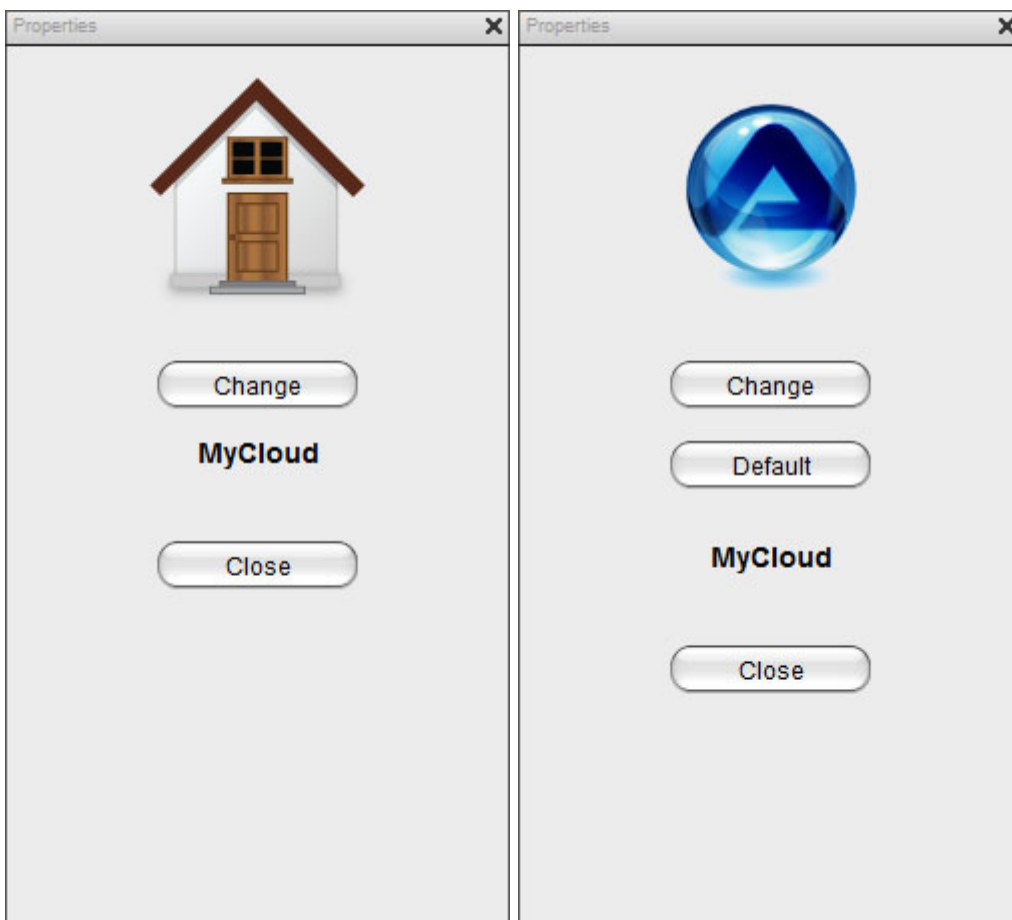 Properties
Change
MyCloud
Close
Properties
Change
Default
MyCloud
Close